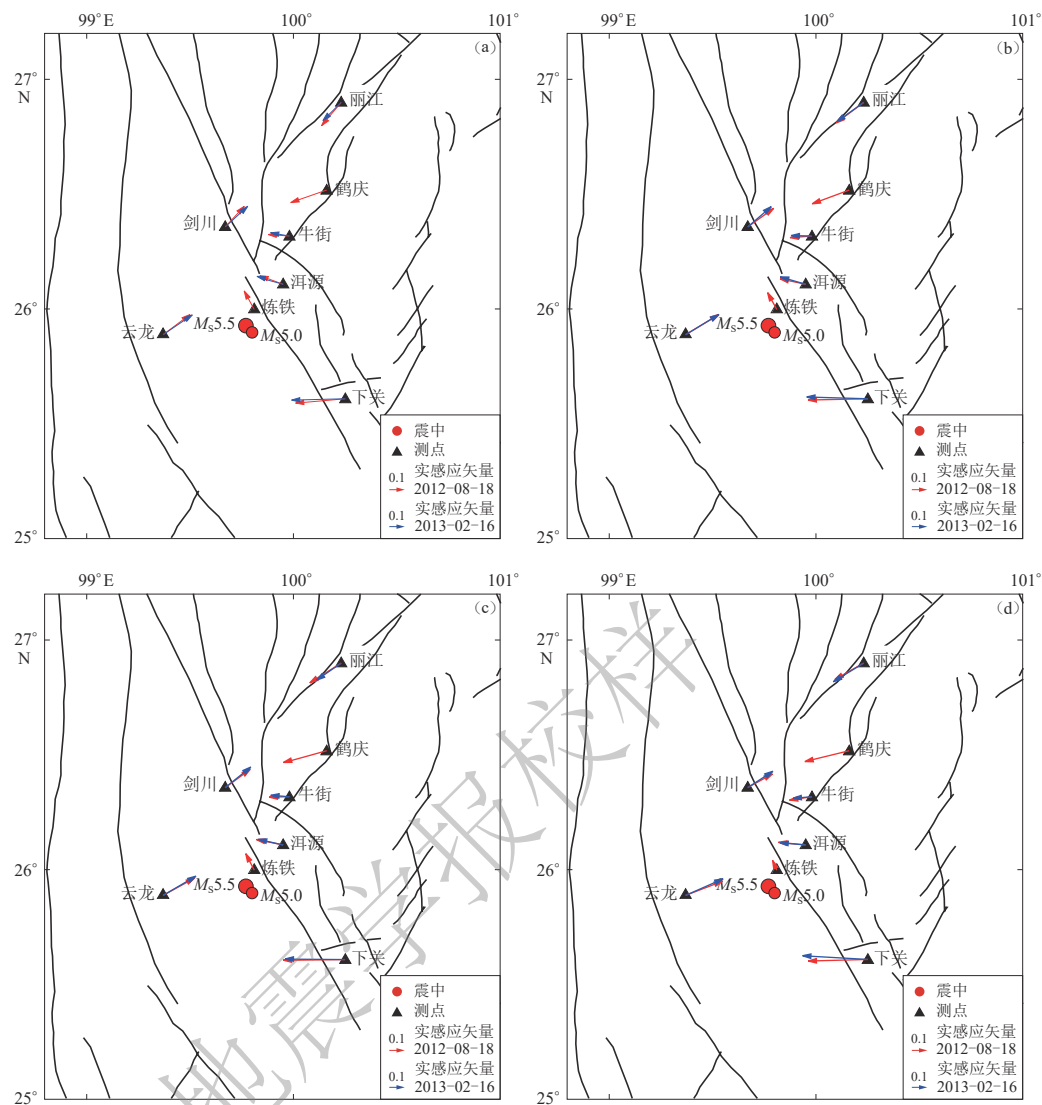 99°E 100° 101°
(a)
27°
N
丽江
鹤庆
剑川
牛街
洱源
26°
炼铁
云龙
Ms5.5
Ms5.0
下关
震中
测点
0.1 实感应矢量
2012-08-18
0.1 实感应矢量
2013-02-16
25°
99°E 100° 101°
(b)
27°
N
丽江
鹤庆
剑川
牛街
洱源
26°
炼铁
云龙
Ms5.5
Ms5.0
下关
震中
测点
0.1 实感应矢量
2012-08-18
0.1 实感应矢量
2013-02-16
25°
99°E 100° 101°
(c)
27°
N
丽江
鹤庆
剑川
牛街
洱源
26°
炼铁
云龙
Ms5.5
Ms5.0
下关
震中
测点
0.1 实感应矢量
2012-08-18
0.1 实感应矢量
2013-02-16
25°
99°E 100° 101°
(d)
27°
N
丽江
鹤庆
剑川
牛街
洱源
26°
炼铁
云龙
Ms5.5
Ms5.0
下关
震中
测点
0.1 实感应矢量
2012-08-18
0.1 实感应矢量
2013-02-16
25°
地震学报校样